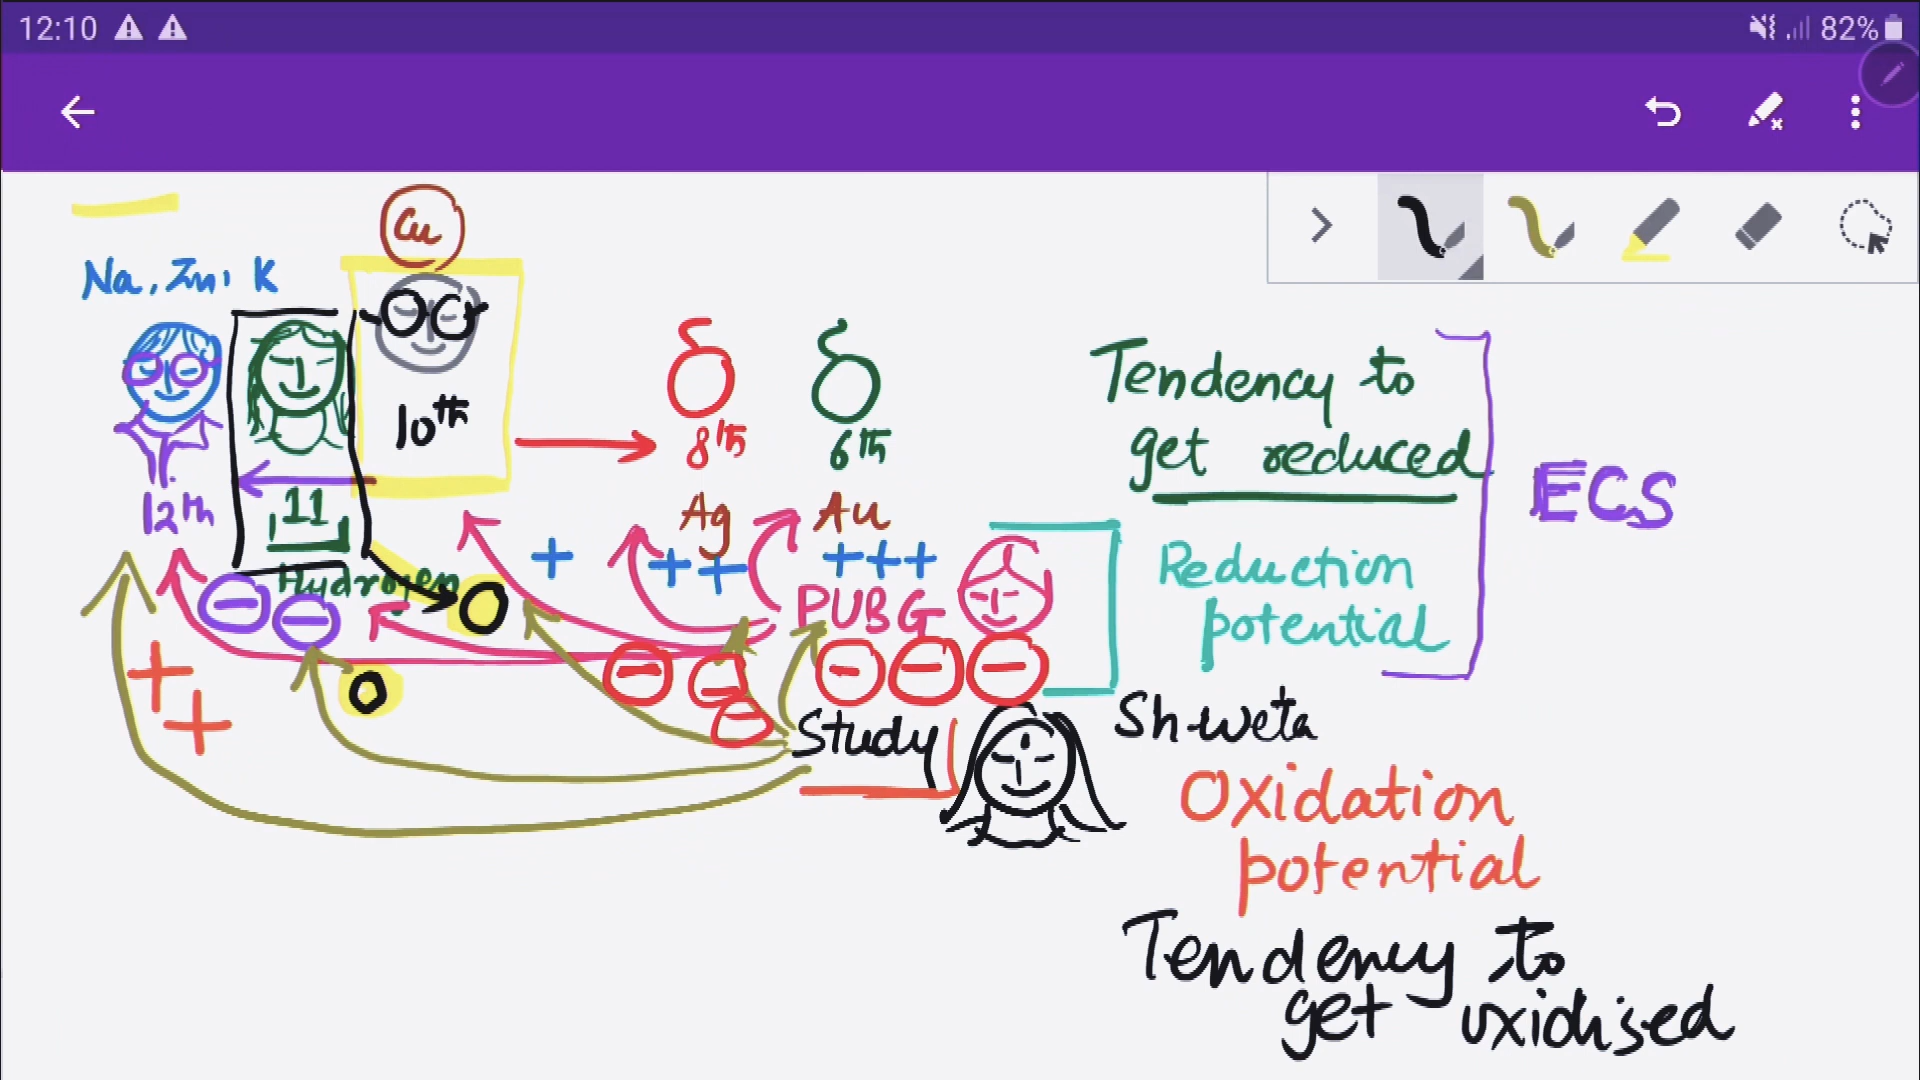 12:10
82%
Cu
Na, Zn, K
10th
8th
6th
12th
11
Ag
Au
Hydrogen
+
++
+++
PUBG
Tendency to
get reduced
ECS
Reduction
potential
O
O
++
Study
Shweta
Oxidation
potential
Tendency to
get oxidised